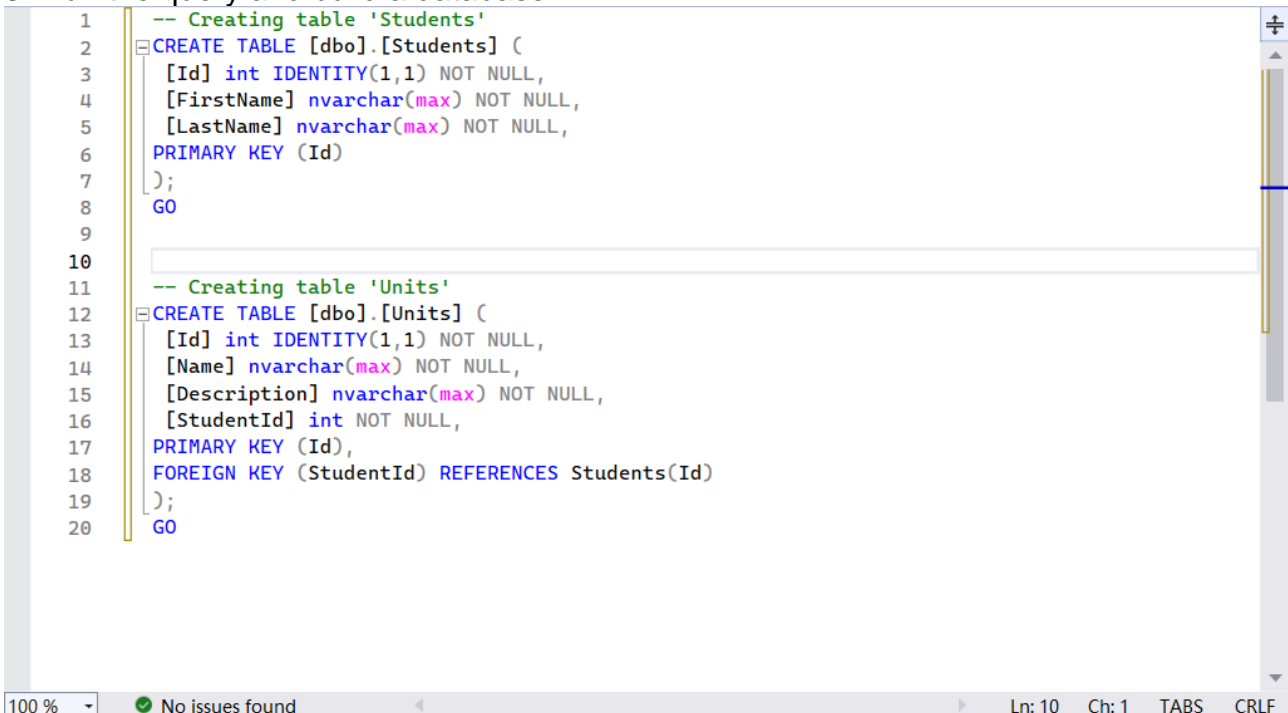 1 -- Creating table 'Students'
2 CREATE TABLE [dbo].[Students] (
3 [Id] int IDENTITY(1,1) NOT NULL,
4 [FirstName] nvarchar(max) NOT NULL,
5 [LastName] nvarchar(max) NOT NULL,
6 PRIMARY KEY (Id)
7 );
8 GO
9
10
11 -- Creating table 'Units'
12 CREATE TABLE [dbo].[Units] (
13 [Id] int IDENTITY(1,1) NOT NULL,
14 [Name] nvarchar(max) NOT NULL,
15 [Description] nvarchar(max) NOT NULL,
16 [StudentId] int NOT NULL,
17 PRIMARY KEY (Id),
18 FOREIGN KEY (StudentId) REFERENCES Students(Id)
19 );
20 GO
100 % No issues found Ln: 10 Ch: 1 TABS CRLF